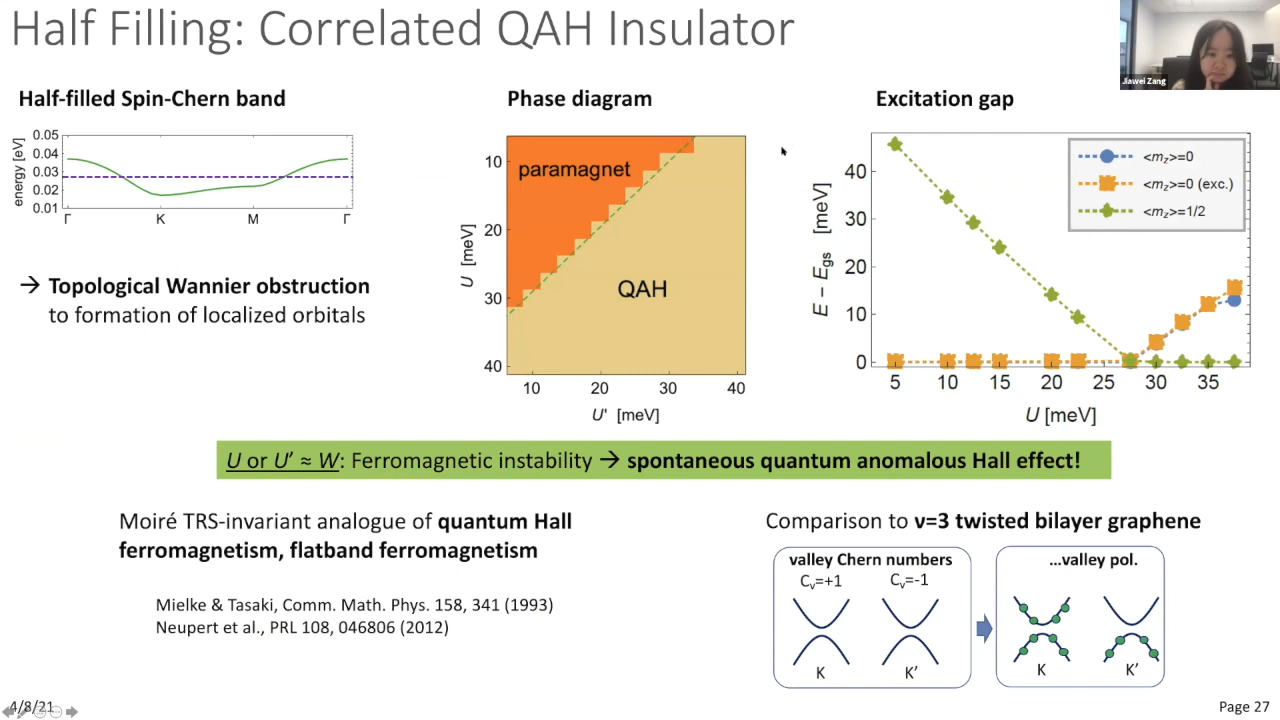 Half Filling: Correlated QAH Insulator
Jiawei Zang
Half-filled Spin-Chern band
energy [eV]
0.05
0.04
0.03
0.02
0.01
Γ K M Γ
→ Topological Wannier obstruction
to formation of localized orbitals
Phase diagram
U [meV]
10
20
30
40
paramagnet
QAH
10 20 30 40
U' [meV]
Excitation gap
E − Egs [meV]
40
30
20
10
0
<mz>=0
<mz>=0 (exc.)
<mz>=1/2
5 10 15 20 25 30 35
U [meV]
U or U′ ≈ W: Ferromagnetic instability → spontaneous quantum anomalous Hall effect!
Moiré TRS-invariant analogue of quantum Hall
ferromagnetism, flatband ferromagnetism
Mielke & Tasaki, Comm. Math. Phys. 158, 341 (1993)
Neupert et al., PRL 108, 046806 (2012)
Comparison to ν=3 twisted bilayer graphene
valley Chern numbers
Cv=+1 Cv=-1
K K′
...valley pol.
K K′
4/8/21
Page 27